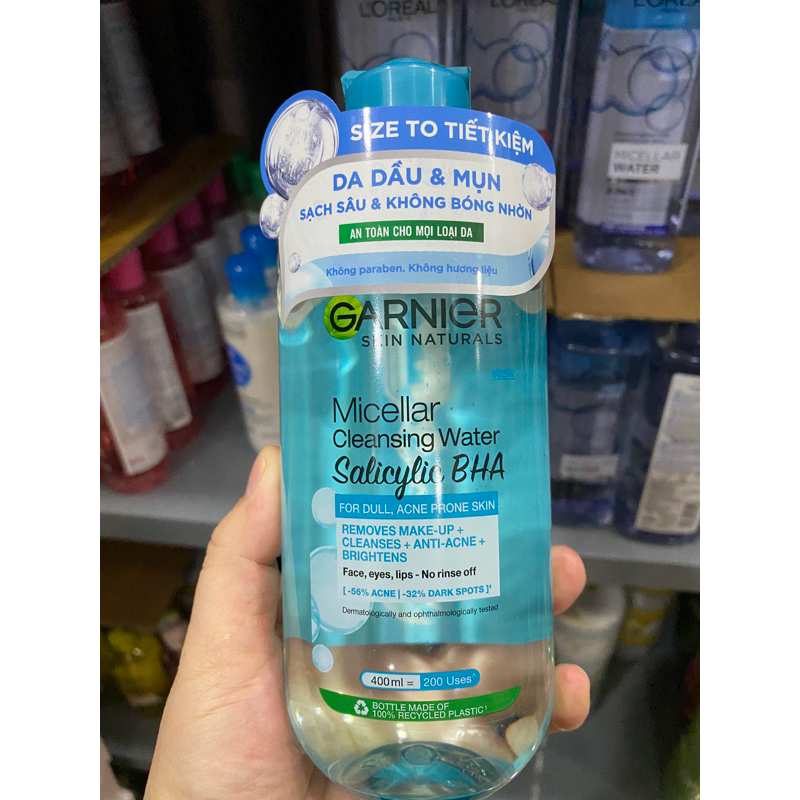 L'ORÉAL
L'ORÉAL
L'ORÉAL
MICELLAR
WATER
SIZE TO TIẾT KIỆM
DA DẦU & MỤN
SẠCH SÂU & KHÔNG BÓNG NHỜN
AN TOÀN CHO MỌI LOẠI DA
Không paraben. Không hương liệu
GARNIER
SKIN NATURALS
Micellar
Cleansing Water
Salicylic BHA
FOR DULL, ACNE PRONE SKIN
REMOVES MAKE-UP +
CLEANSES + ANTI-ACNE +
BRIGHTENS
Face, eyes, lips - No rinse off
[ -56% ACNE | -32% DARK SPOTS ]
Dermatologically and ophthalmologically tested
400ml = 200 Uses
BOTTLE MADE OF
100% RECYCLED PLASTIC